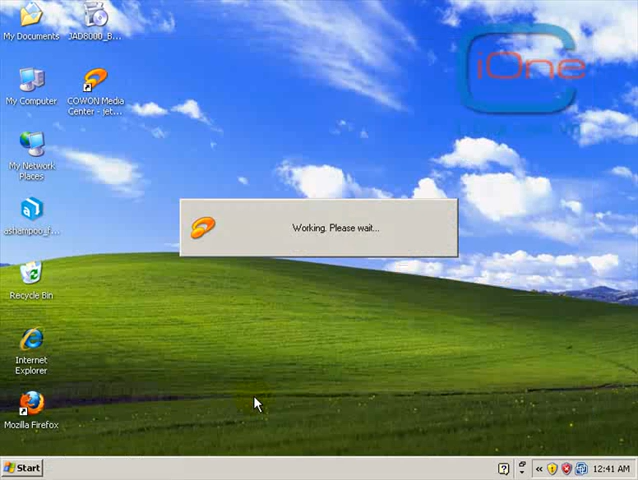 My Documents
JAD8000_B...
My Computer
COWON Media
Center - jet...
My Network
Places
ashampoo_f...
Recycle Bin
Internet
Explorer
Mozilla Firefox
iOne
Working. Please wait...
Start
12:41 AM